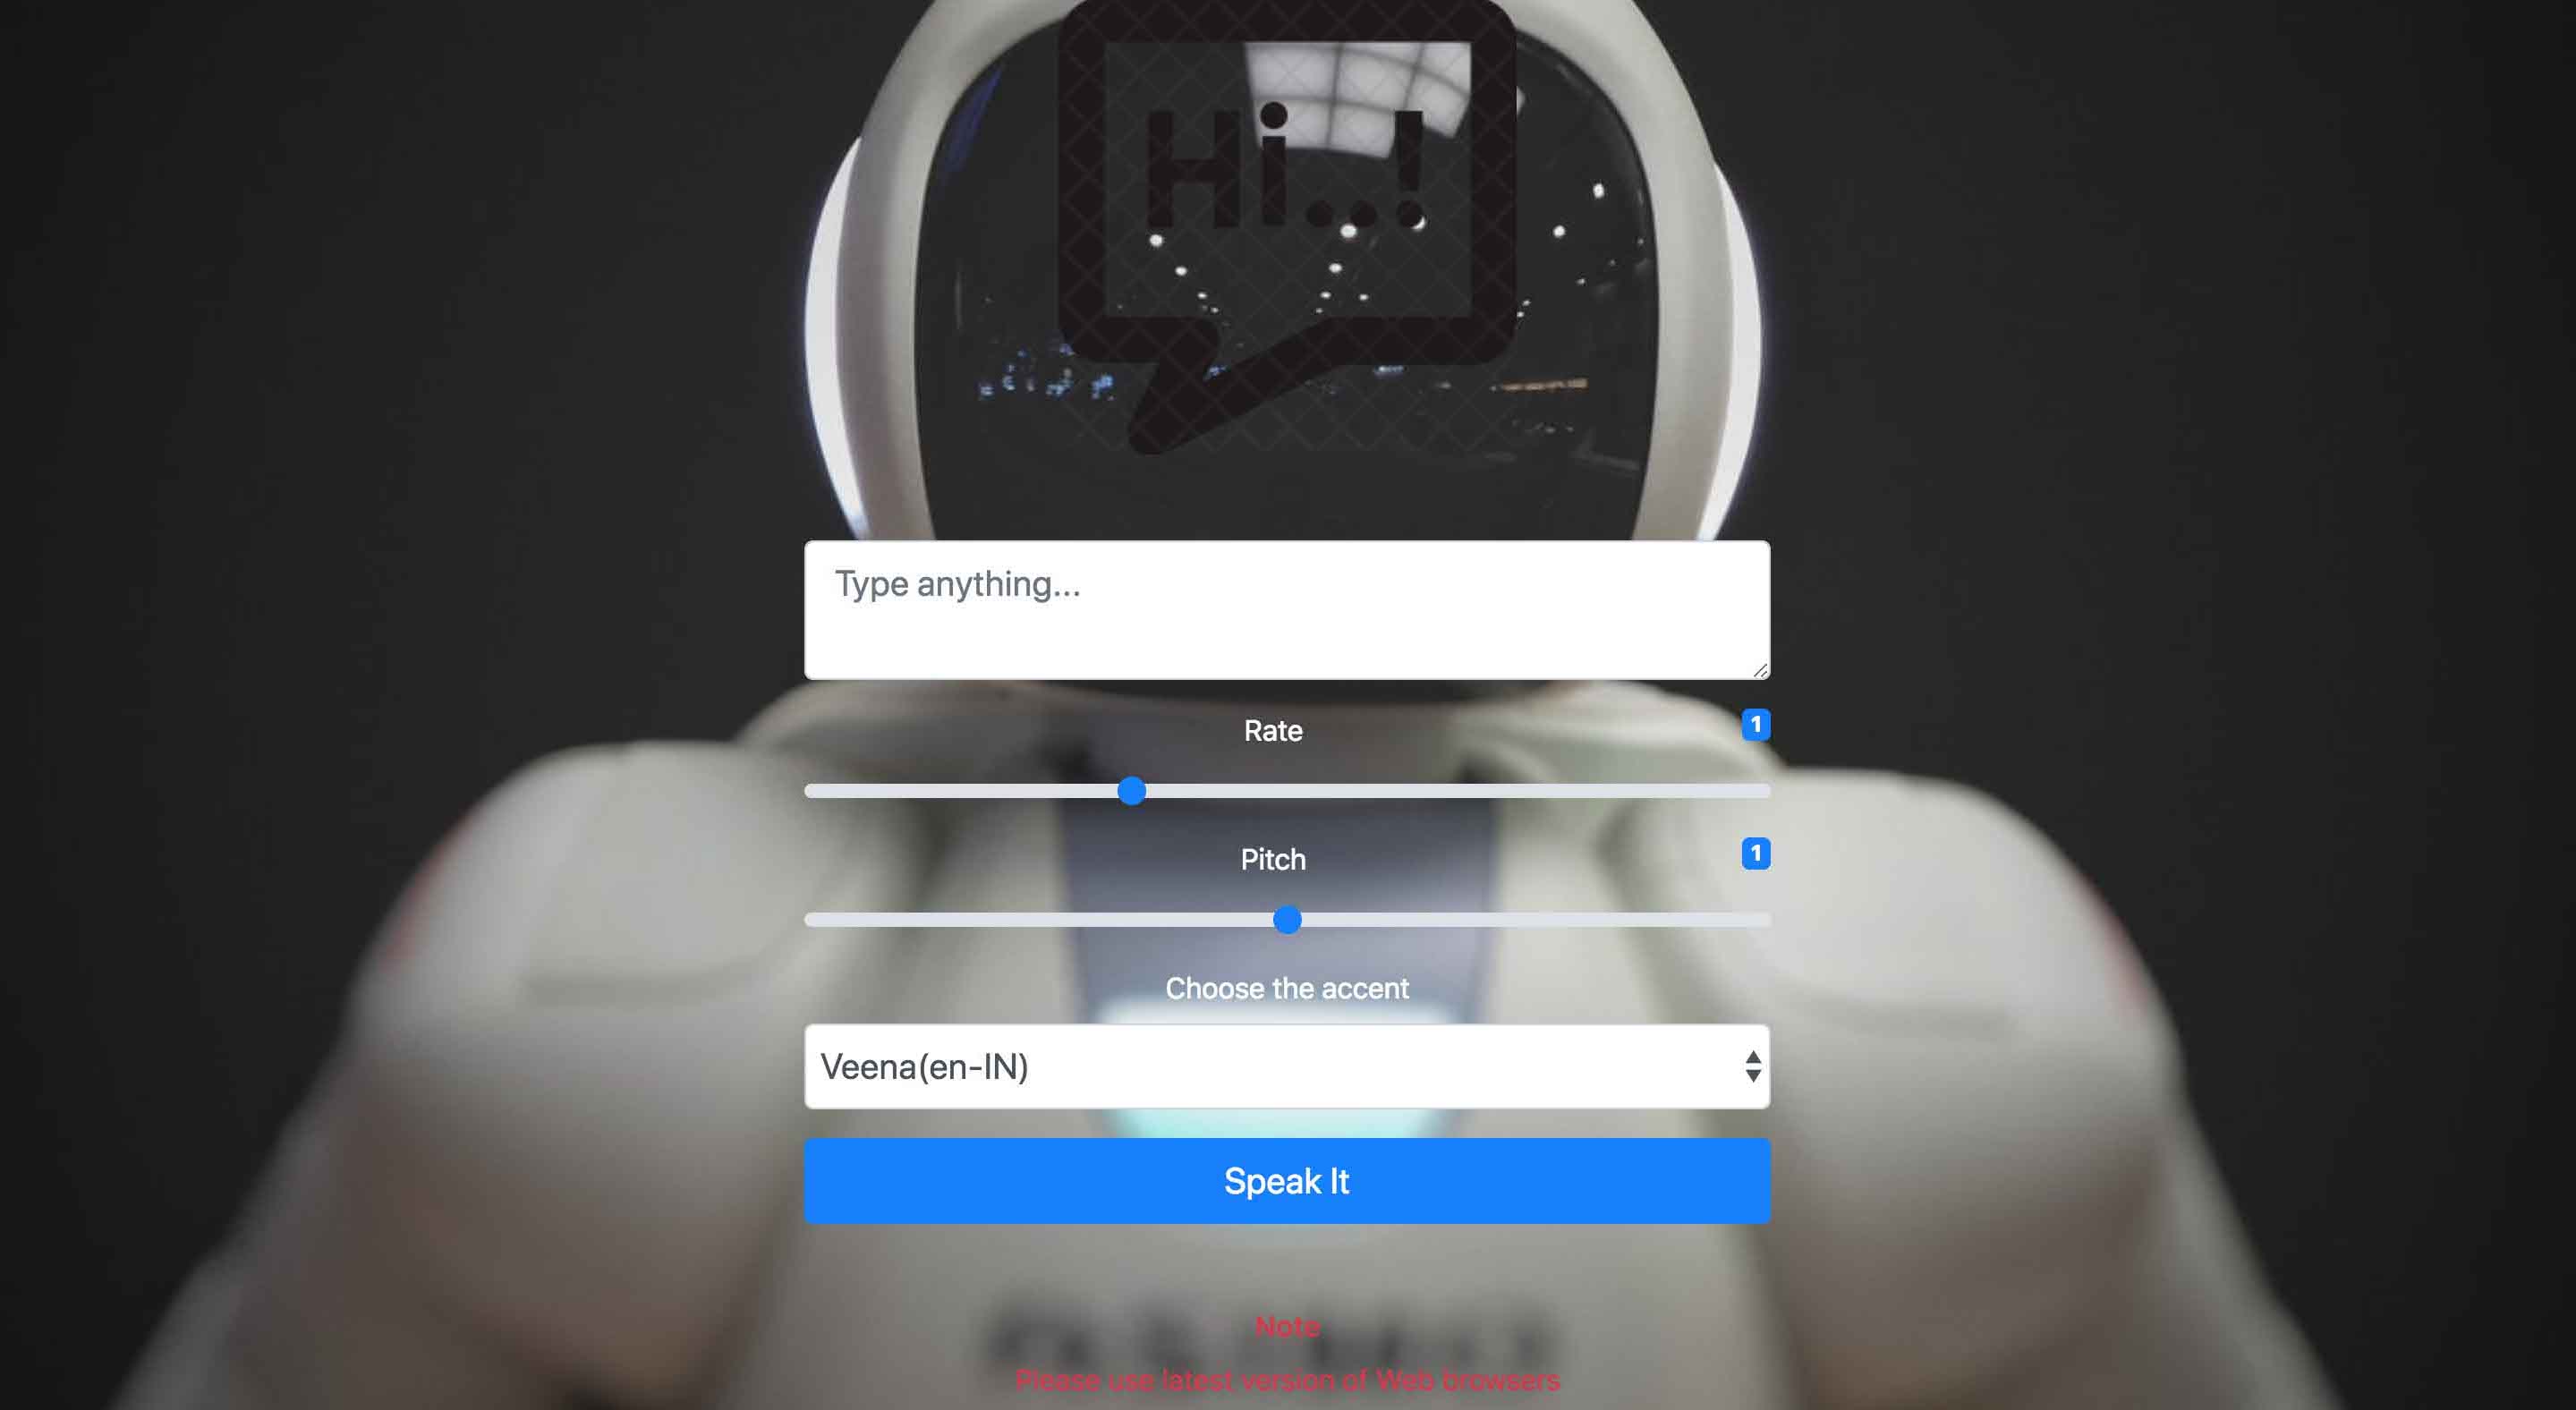 Hi..!
Type anything...
Rate 1
Pitch 1
Choose the accent
Veena(en-IN)
Speak It
Note
Please use latest version of Web browsers